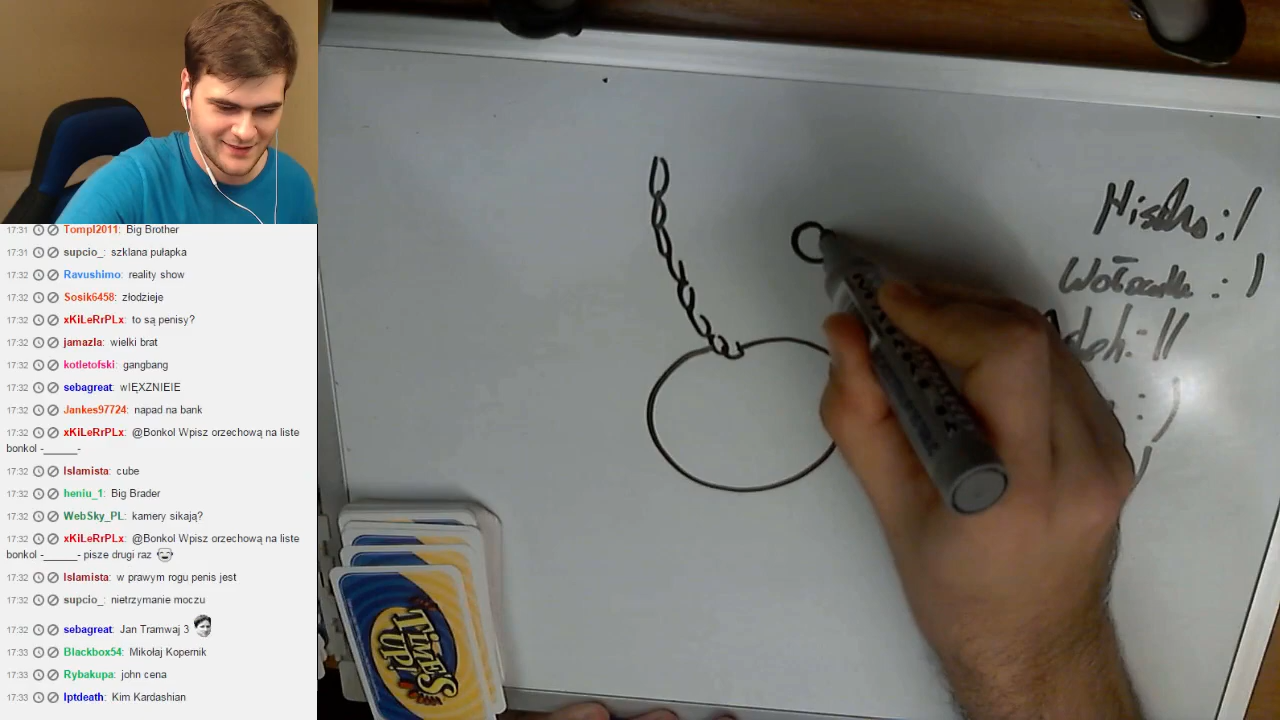 17:31 Tompl2011: Big Brother
17:31 supcio_: szklana pułapka
17:32 Ravushimo: reality show
17:32 Sosik6458: złodzieje
17:32 xKiLeRrPLx: to są penisy?
17:32 jamazla: wielki brat
17:32 kotletofski: gangbang
17:32 sebagreat: wIĘXZNIEIE
17:32 Jankes97724: napad na bank
17:32 xKiLeRrPLx: @Bonkol Wpisz orzechową na liste
bonkol -______-
17:32 Islamista: cube
17:32 heniu_1: Big Brader
17:32 WebSky_PL: kamery sikają?
17:32 xKiLeRrPLx: @Bonkol Wpisz orzechową na liste
bonkol -______- pisze drugi raz
17:32 Islamista: w prawym rogu penis jest
17:32 supcio_: nietrzymanie moczu
17:32 sebagreat: Jan Tramwaj 3
17:33 Blackbox54: Mikołaj Kopernik
17:33 Rybakupa: john cena
17:33 lptdeath: Kim Kardashian
TiME'S
UP!